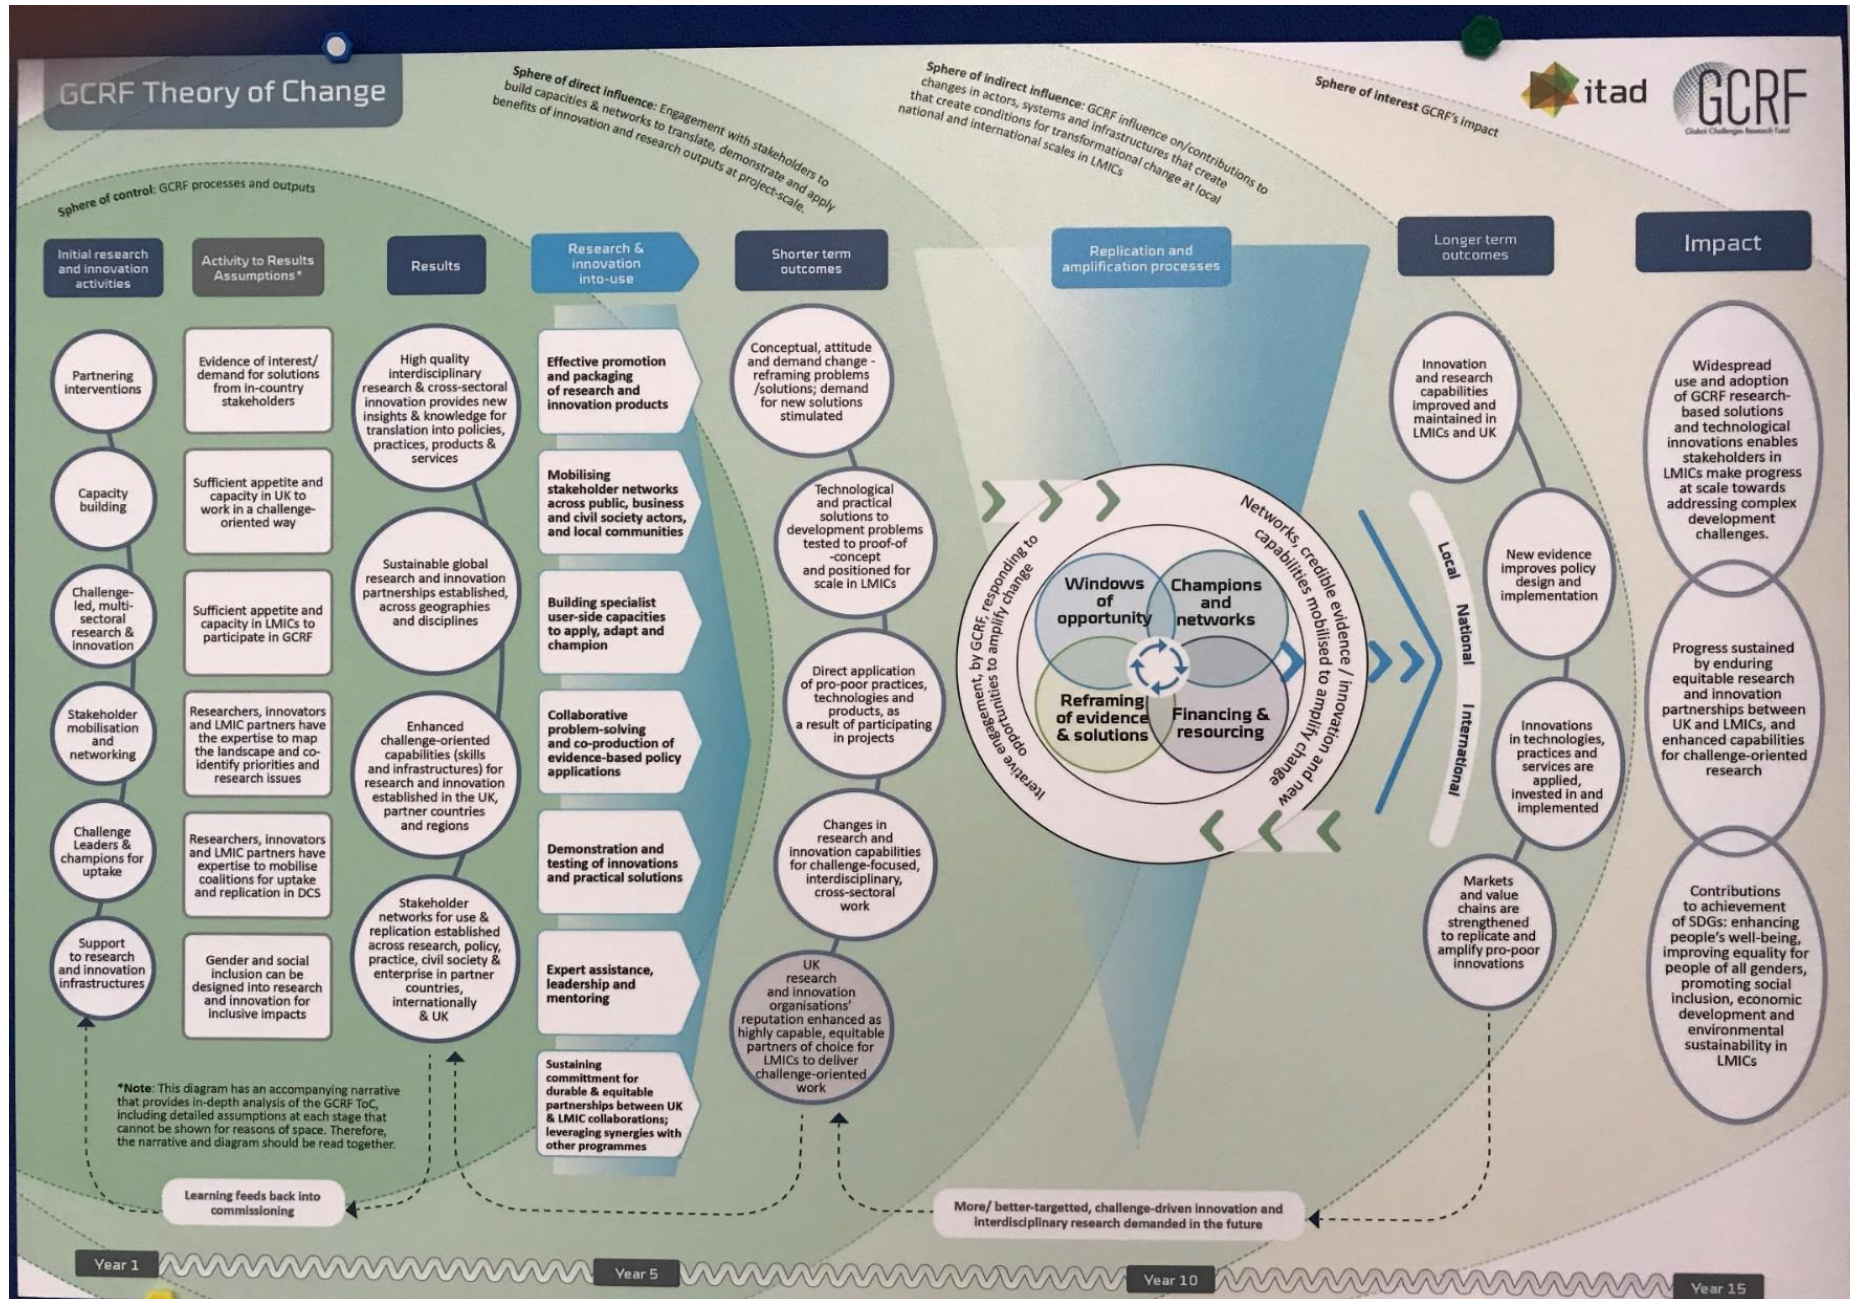 GCRF Theory of Change
Sphere of direct influence: Engagement with stakeholders to
build capacities & networks to translate, demonstrate and apply
benefits of innovation and research outputs at project-scale.
Sphere of indirect influence: GCRF influence on/contributions to
changes in actors, systems and infrastructures that create
that create conditions for transformational change at local
national and international scales in LMICs
Sphere of interest GCRF's impact
itad
GCRF
Global Challenges Research Fund
Sphere of control: GCRF processes and outputs
Initial research
and innovation
activities
Activity to Results
Assumptions*
Results
Research &
innovation
into-use
Shorter term
outcomes
Replication and
amplification processes
Longer term
outcomes
Impact
Partnering
interventions
Capacity
building
Challenge-
led, multi-
sectoral
research &
innovation
Stakeholder
mobilisation
and
networking
Challenge
Leaders &
champions for
uptake
Support
to research
and innovation
infrastructures
Evidence of interest/
demand for solutions
from in-country
stakeholders
Sufficient appetite and
capacity in UK to
work in a challenge-
oriented way
Sufficient appetite and
capacity in LMICs to
participate in GCRF
Researchers, innovators
and LMIC partners have
the expertise to map
the landscape and co-
identify priorities and
research issues
Researchers, innovators
and LMIC partners have
expertise to mobilise
coalitions for uptake
and replication in DCS
Gender and social
inclusion can be
designed into research
and innovation for
inclusive impacts
High quality
interdisciplinary
research & cross-sectoral
innovation provides new
insights & knowledge for
translation into policies,
practices, products &
services
Sustainable global
research and innovation
partnerships established,
across geographies
and disciplines
Enhanced
challenge-oriented
capabilities (skills
and infrastructures) for
research and innovation
established in the UK,
partner countries
and regions
Stakeholder
networks for use &
replication established
across research, policy,
practice, civil society &
enterprise in partner
countries,
internationally
& UK
Effective promotion
and packaging
of research and
innovation products
Mobilising
stakeholder networks
across public, business
and civil society actors,
and local communities
Building specialist
user-side capacities
to apply, adapt and
champion
Collaborative
problem-solving
and co-production of
evidence-based policy
applications
Demonstration and
testing of innovations
and practical solutions
Expert assistance,
leadership and
mentoring
Sustaining
commitment for
durable & equitable
partnerships between UK
& LMIC collaborations;
leveraging synergies with
other programmes
Conceptual, attitude
and demand change -
reframing problems
/solutions; demand
for new solutions
stimulated
Technological
and practical
solutions to
development problems
tested to proof-of
-concept
and positioned for
scale in LMICs
Direct application
of pro-poor practices,
technologies and
products, as
a result of participating
in projects
Changes in
research and
innovation capabilities
for challenge-focused,
interdisciplinary,
cross-sectoral
work
UK
research
and innovation
organisations'
reputation enhanced as
highly capable, equitable
partners of choice for
LMICs to deliver
challenge-oriented
work
Iterative engagement, by GCRF, responding to
opportunities to amplify change
Networks, credible evidence / innovation and new
capabilities mobilised to amplify change
Windows
of
opportunity
Champions
and
networks
Reframing
of evidence
& solutions
Financing &
resourcing
Local
National
International
Innovation
and research
capabilities
improved and
maintained in
LMICs and UK
New evidence
improves policy
design and
implementation
Innovations
in technologies,
practices and
services are
applied,
invested in and
implemented
Markets
and value
chains are
strengthened
to replicate and
amplify pro-poor
innovations
Widespread
use and adoption
of GCRF research-
based solutions
and technological
innovations enables
stakeholders in
LMICs make progress
at scale towards
addressing complex
development
challenges.
Progress sustained
by enduring
equitable research
and innovation
partnerships between
UK and LMICs, and
enhanced capabilities
for challenge-oriented
research
Contributions
to achievement
of SDGs: enhancing
people's well-being,
improving equality for
people of all genders,
promoting social
inclusion, economic
development and
environmental
sustainability in
LMICs
*Note: This diagram has an accompanying narrative
that provides in-depth analysis of the GCRF ToC,
including detailed assumptions at each stage that
cannot be shown for reasons of space. Therefore,
the narrative and diagram should be read together.
Learning feeds back into
commissioning
More/ better-targetted, challenge-driven innovation and
interdisciplinary research demanded in the future
Year 1
Year 5
Year 10
Year 15